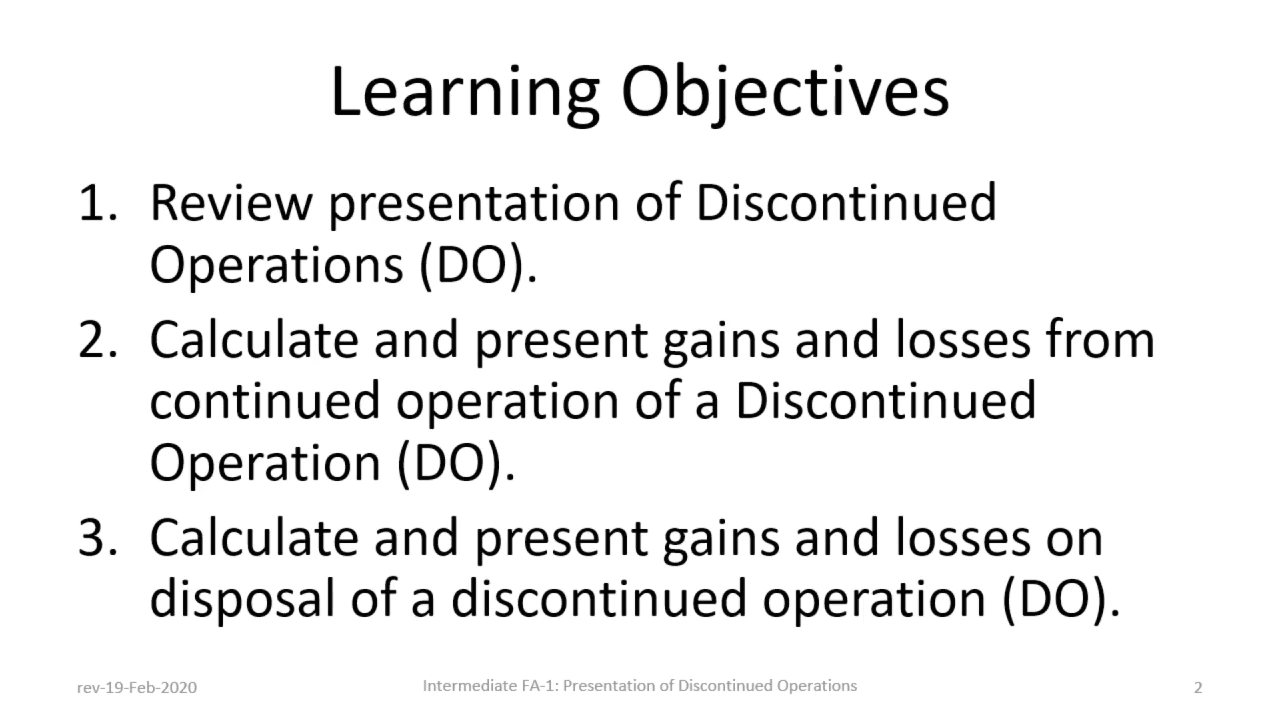 Learning Objectives
1. Review presentation of Discontinued
Operations (DO).
2. Calculate and present gains and losses from
continued operation of a Discontinued
Operation (DO).
3. Calculate and present gains and losses on
disposal of a discontinued operation (DO).
rev-19-Feb-2020
Intermediate FA-1: Presentation of Discontinued Operations
2